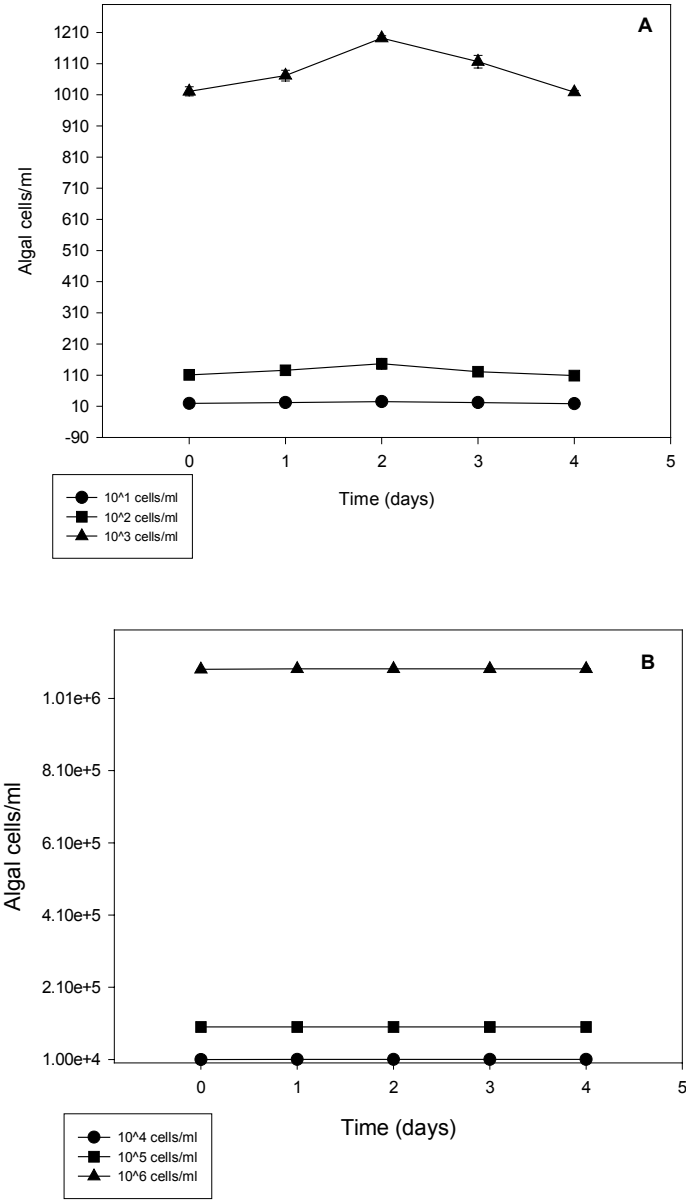 A
1210
1110
1010
910
810
710
610
510
410
310
210
110
10
-90
Algal cells/ml
0 1 2 3 4 5
Time (days)
10^1 cells/ml
10^2 cells/ml
10^3 cells/ml
B
1.01e+6
8.10e+5
6.10e+5
4.10e+5
2.10e+5
1.00e+4
Algal cells/ml
0 1 2 3 4 5
Time (days)
10^4 cells/ml
10^5 cells/ml
10^6 cells/ml